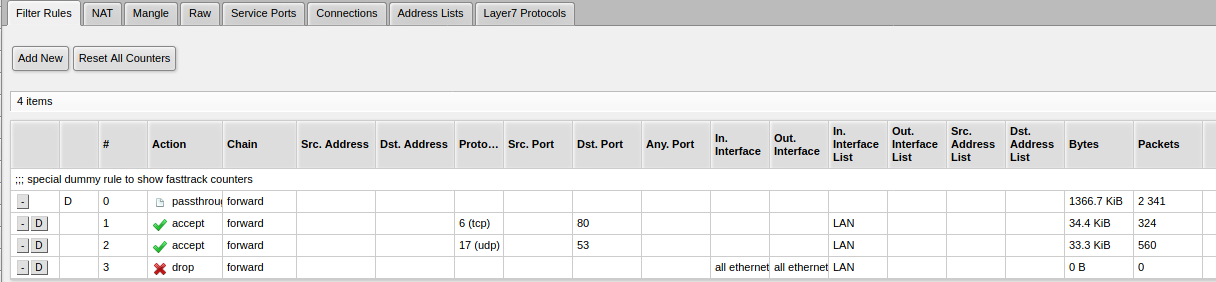 Filter Rules NAT Mangle Raw Service Ports Connections Address Lists Layer7 Protocols
Add New Reset All Counters
4 items
# Action Chain Src. Address Dst. Address Proto... Src. Port Dst. Port Any. Port In. Interface Out. Interface In. Interface List Out. Interface List Src. Address List Dst. Address List Bytes Packets
;;; special dummy rule to show fasttrack counters
- D 0 passthrou forward 1366.7 KiB 2 341
- D 1 accept forward 6 (tcp) 80 LAN 34.4 KiB 324
- D 2 accept forward 17 (udp) 53 LAN 33.3 KiB 560
- D 3 drop forward all ethernet all ethernet LAN 0 B 0